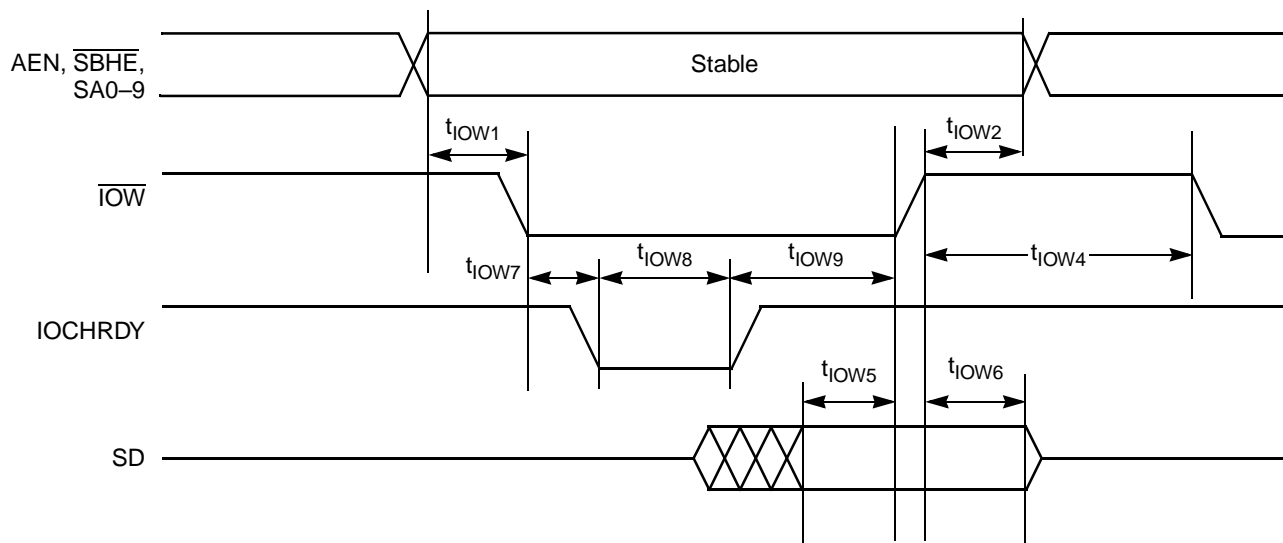 AEN, SBHE,
SA0–9
Stable
tIOW1
tIOW2
IOW
tIOW7
tIOW8
tIOW9
tIOW4
IOCHRDY
tIOW5
tIOW6
SD